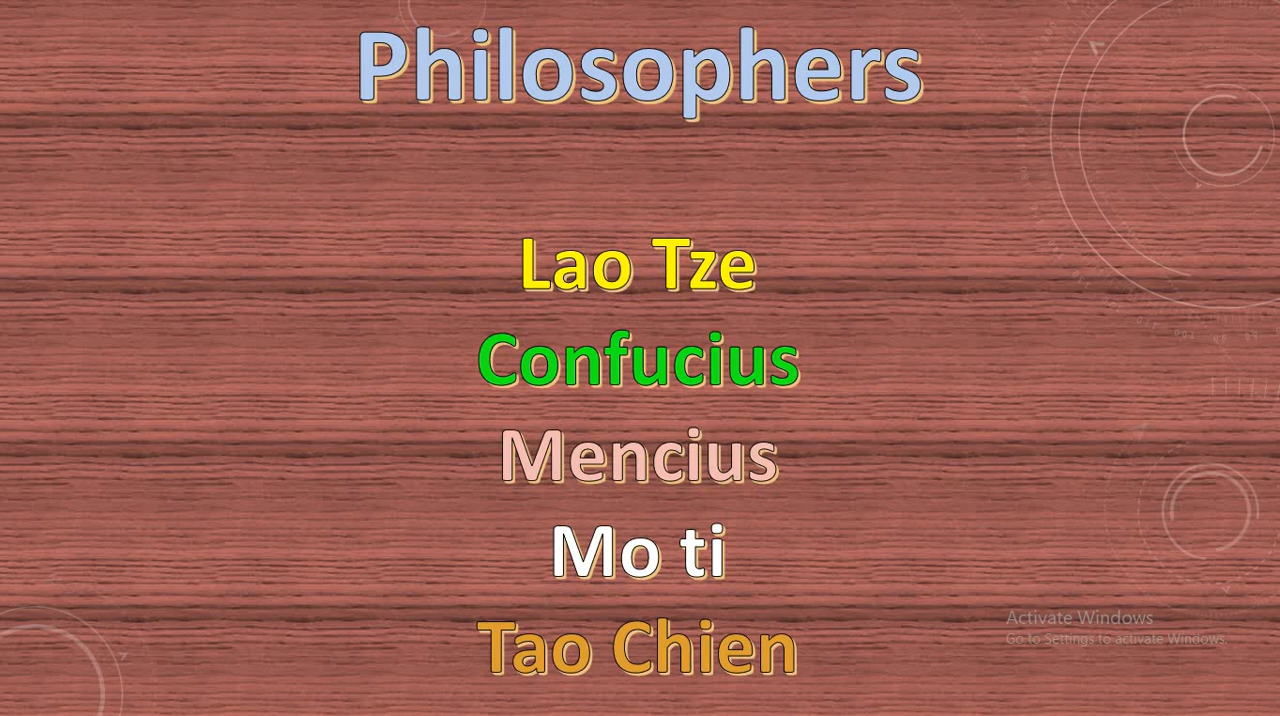 Philosophers
Lao Tze
Confucius
Mencius
Mo ti
Tao Chien
Activate Windows
Go to Settings to activate Windows.